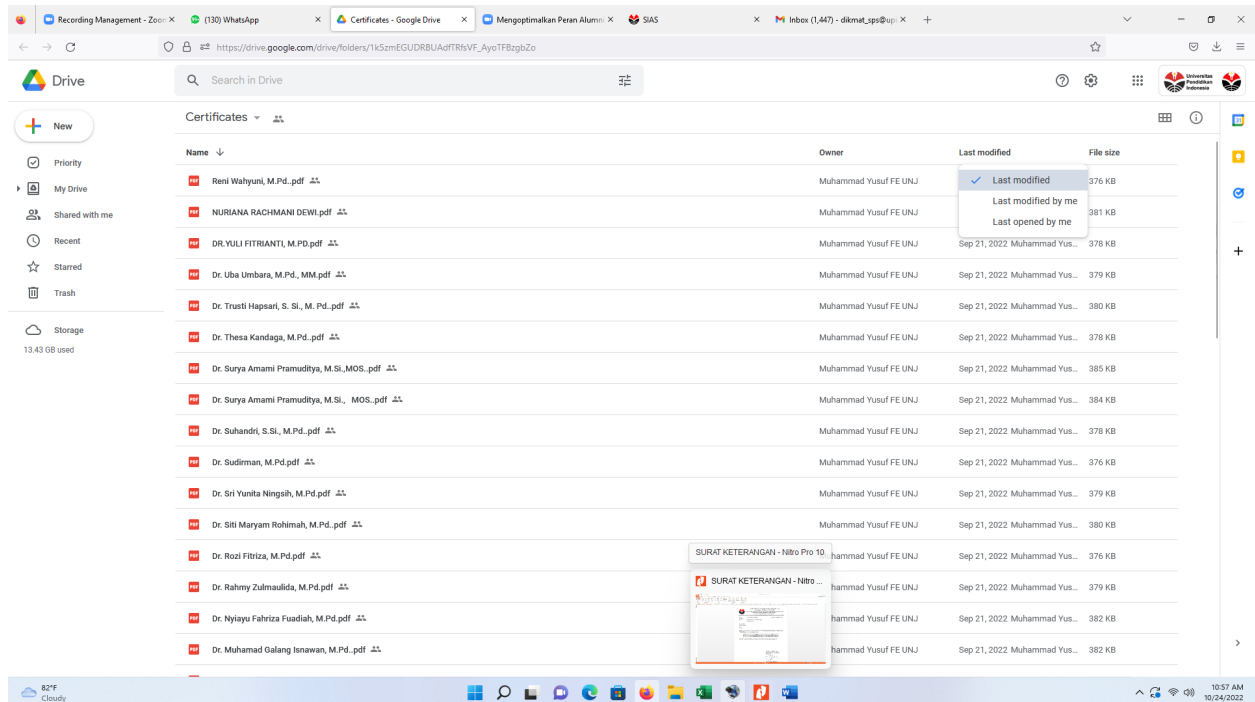 Recording Management - Zoom
(130) WhatsApp
Certificates - Google Drive
Mengoptimalkan Peran Alumni
SIAS
Inbox (1,447) - dikmat_sps@upi
https://drive.google.com/drive/folders/1k5zmEGUDRBUAdfTRfsVF_AyoTFBzgbZo
Drive
Search in Drive
Universitas
Pendidikan
Indonesia
New
Priority
My Drive
Shared with me
Recent
Starred
Trash
Storage
13.43 GB used
Certificates
Name Owner Last modified File size
Reni Wahyuni, M.Pd..pdf Muhammad Yusuf FE UNJ 376 KB
Last modified
Last modified by me
Last opened by me
NURIANA RACHMANI DEWI.pdf Muhammad Yusuf FE UNJ 381 KB
DR.YULI FITRIANTI, M.PD.pdf Muhammad Yusuf FE UNJ Sep 21, 2022 Muhammad Yus... 378 KB
Dr. Uba Umbara, M.Pd., MM.pdf Muhammad Yusuf FE UNJ Sep 21, 2022 Muhammad Yus... 379 KB
Dr. Trusti Hapsari, S. Si., M. Pd..pdf Muhammad Yusuf FE UNJ Sep 21, 2022 Muhammad Yus... 380 KB
Dr. Thesa Kandaga, M.Pd..pdf Muhammad Yusuf FE UNJ Sep 21, 2022 Muhammad Yus... 378 KB
Dr. Surya Amami Pramuditya, M.Si.,MOS..pdf Muhammad Yusuf FE UNJ Sep 21, 2022 Muhammad Yus... 385 KB
Dr. Surya Amami Pramuditya, M.Si., MOS..pdf Muhammad Yusuf FE UNJ Sep 21, 2022 Muhammad Yus... 384 KB
Dr. Suhandri, S.Si., M.Pd..pdf Muhammad Yusuf FE UNJ Sep 21, 2022 Muhammad Yus... 378 KB
Dr. Sudirman, M.Pd.pdf Muhammad Yusuf FE UNJ Sep 21, 2022 Muhammad Yus... 376 KB
Dr. Sri Yunita Ningsih, M.Pd.pdf Muhammad Yusuf FE UNJ Sep 21, 2022 Muhammad Yus... 379 KB
Dr. Siti Maryam Rohimah, M.Pd..pdf Muhammad Yusuf FE UNJ Sep 21, 2022 Muhammad Yus... 380 KB
Dr. Rozi Fitriza, M.Pd.pdf hammad Yusuf FE UNJ Sep 21, 2022 Muhammad Yus... 376 KB
SURAT KETERANGAN - Nitro Pro 10
SURAT KETERANGAN - Nitro ...
Dr. Rahmy Zulmaulida, M.Pd.pdf hammad Yusuf FE UNJ Sep 21, 2022 Muhammad Yus... 379 KB
Dr. Nyiayu Fahriza Fuadiah, M.Pd.pdf hammad Yusuf FE UNJ Sep 21, 2022 Muhammad Yus... 382 KB
Dr. Muhamad Galang Isnawan, M.Pd..pdf hammad Yusuf FE UNJ Sep 21, 2022 Muhammad Yus... 382 KB
82°F
Cloudy
10:57 AM
10/24/2022